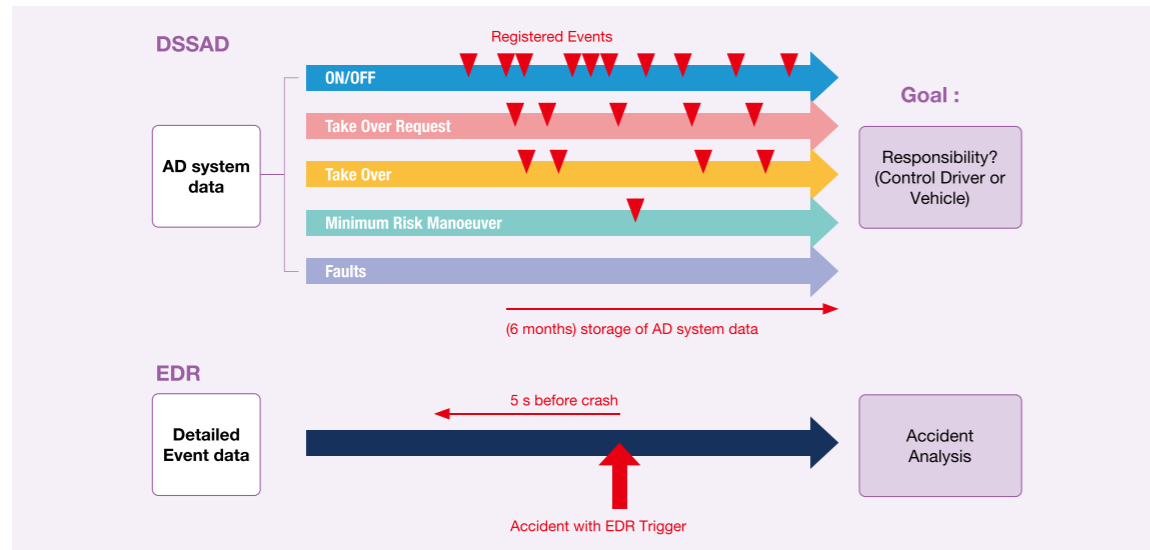 DSSAD
Registered Events
ON/OFF
Goal :
Take Over Request
AD system
data
Take Over
Responsibility?
(Control Driver or
Vehicle)
Minimum Risk Manoeuver
Faults
(6 months) storage of AD system data
EDR
5 s before crash
Detailed
Event data
Accident
Analysis
Accident with EDR Trigger